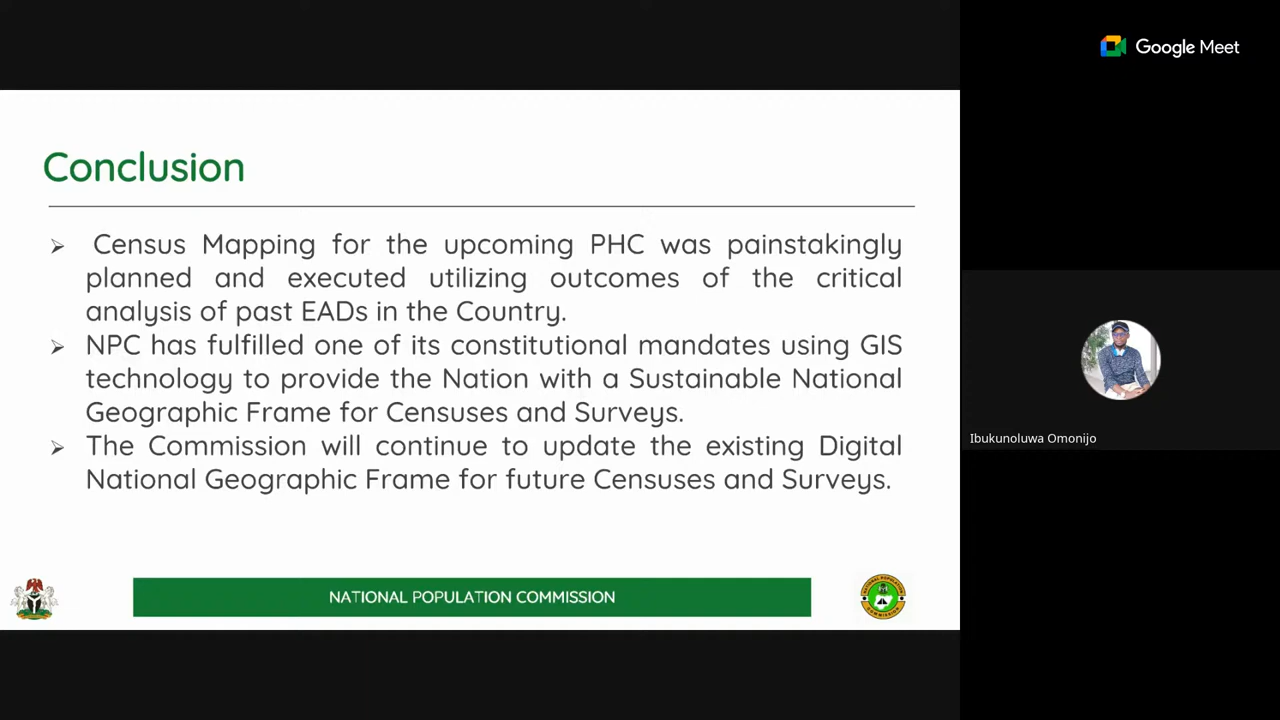 Google Meet
Conclusion
➢ Census Mapping for the upcoming PHC was painstakingly
planned and executed utilizing outcomes of the critical
analysis of past EADs in the Country.
➢ NPC has fulfilled one of its constitutional mandates using GIS
technology to provide the Nation with a Sustainable National
Geographic Frame for Censuses and Surveys.
➢ The Commission will continue to update the existing Digital
National Geographic Frame for future Censuses and Surveys.
Ibukunoluwa Omonijo
NATIONAL POPULATION COMMISSION
NATIONAL POPULATION
COMMISSION